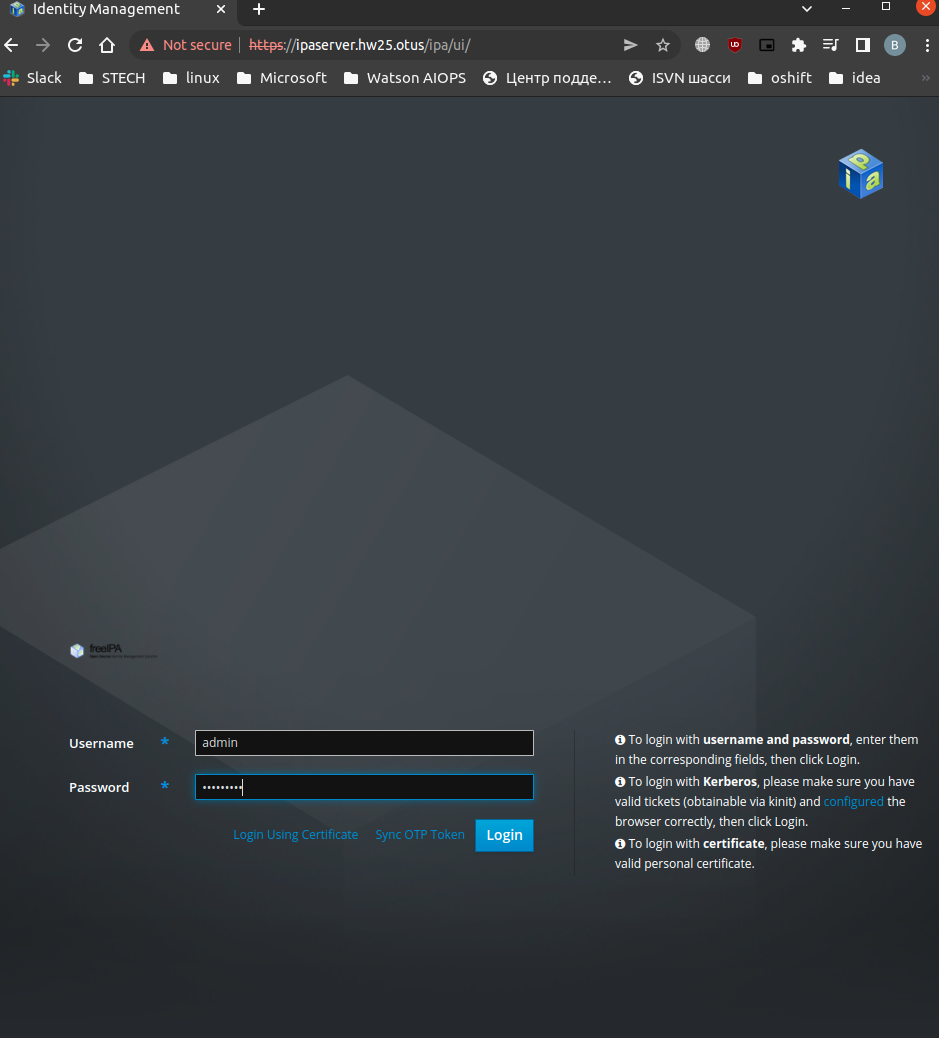 Identity Management
Not secure https://ipaserver.hw25.otus/ipa/ui/
B
Slack STECH linux Microsoft Watson AIOPS Центр подде... ISVN шасси oshift idea »
i p a
freeIPA
Username * admin
Password * •••••••••
Login Using Certificate Sync OTP Token Login
To login with username and password, enter them
in the corresponding fields, then click Login.
To login with Kerberos, please make sure you have
valid tickets (obtainable via kinit) and configured the
browser correctly, then click Login.
To login with certificate, please make sure you have
valid personal certificate.